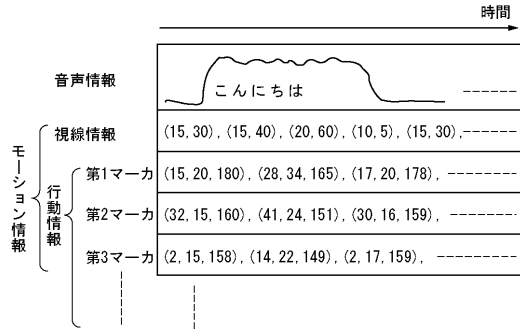 時間
音声情報
こんにちは
視線情報 (15,30), (15,40), (20,60), (10,5), (15,30),
モーション情報
行動情報
第1マーカ (15,20,180), (28,34,165), (17,20,178),
第2マーカ (32,15,160), (41,24,151), (30,16,159),
第3マーカ (2,15,158), (14,22,149), (2,17,159),